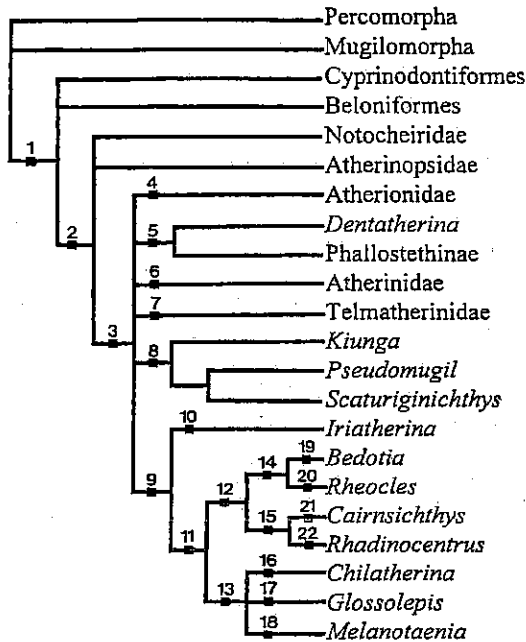 Percomorpha
Mugilomorpha
Cyprinodontiformes
Beloniformes
1
Notocheiridae
Atherinopsidae
4
Atherionidae
2
5
Dentatherina
Phallostethinae
6
Atherinidae
7
Telmatherinidae
3
8
Kiunga
Pseudomugil
Scaturiginichthys
10
Iriatherina
19
Bedotia
14
9
12
20
Rheocles
21
Cairnsichthys
15
22
Rhadinocentrus
11
16
Chilatherina
13
17
Glossolepis
18
Melanotaenia